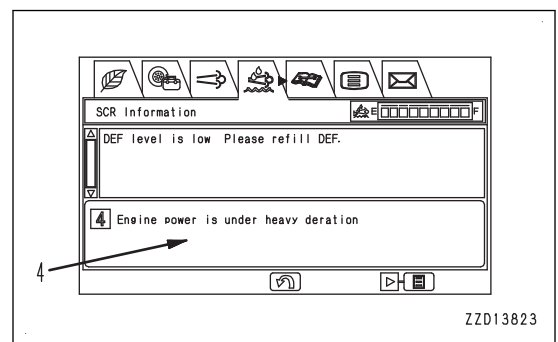 SCR Information
E F
DEF level is low Please refill DEF.
4 Engine power is under heavy deration
4
ZZD13823